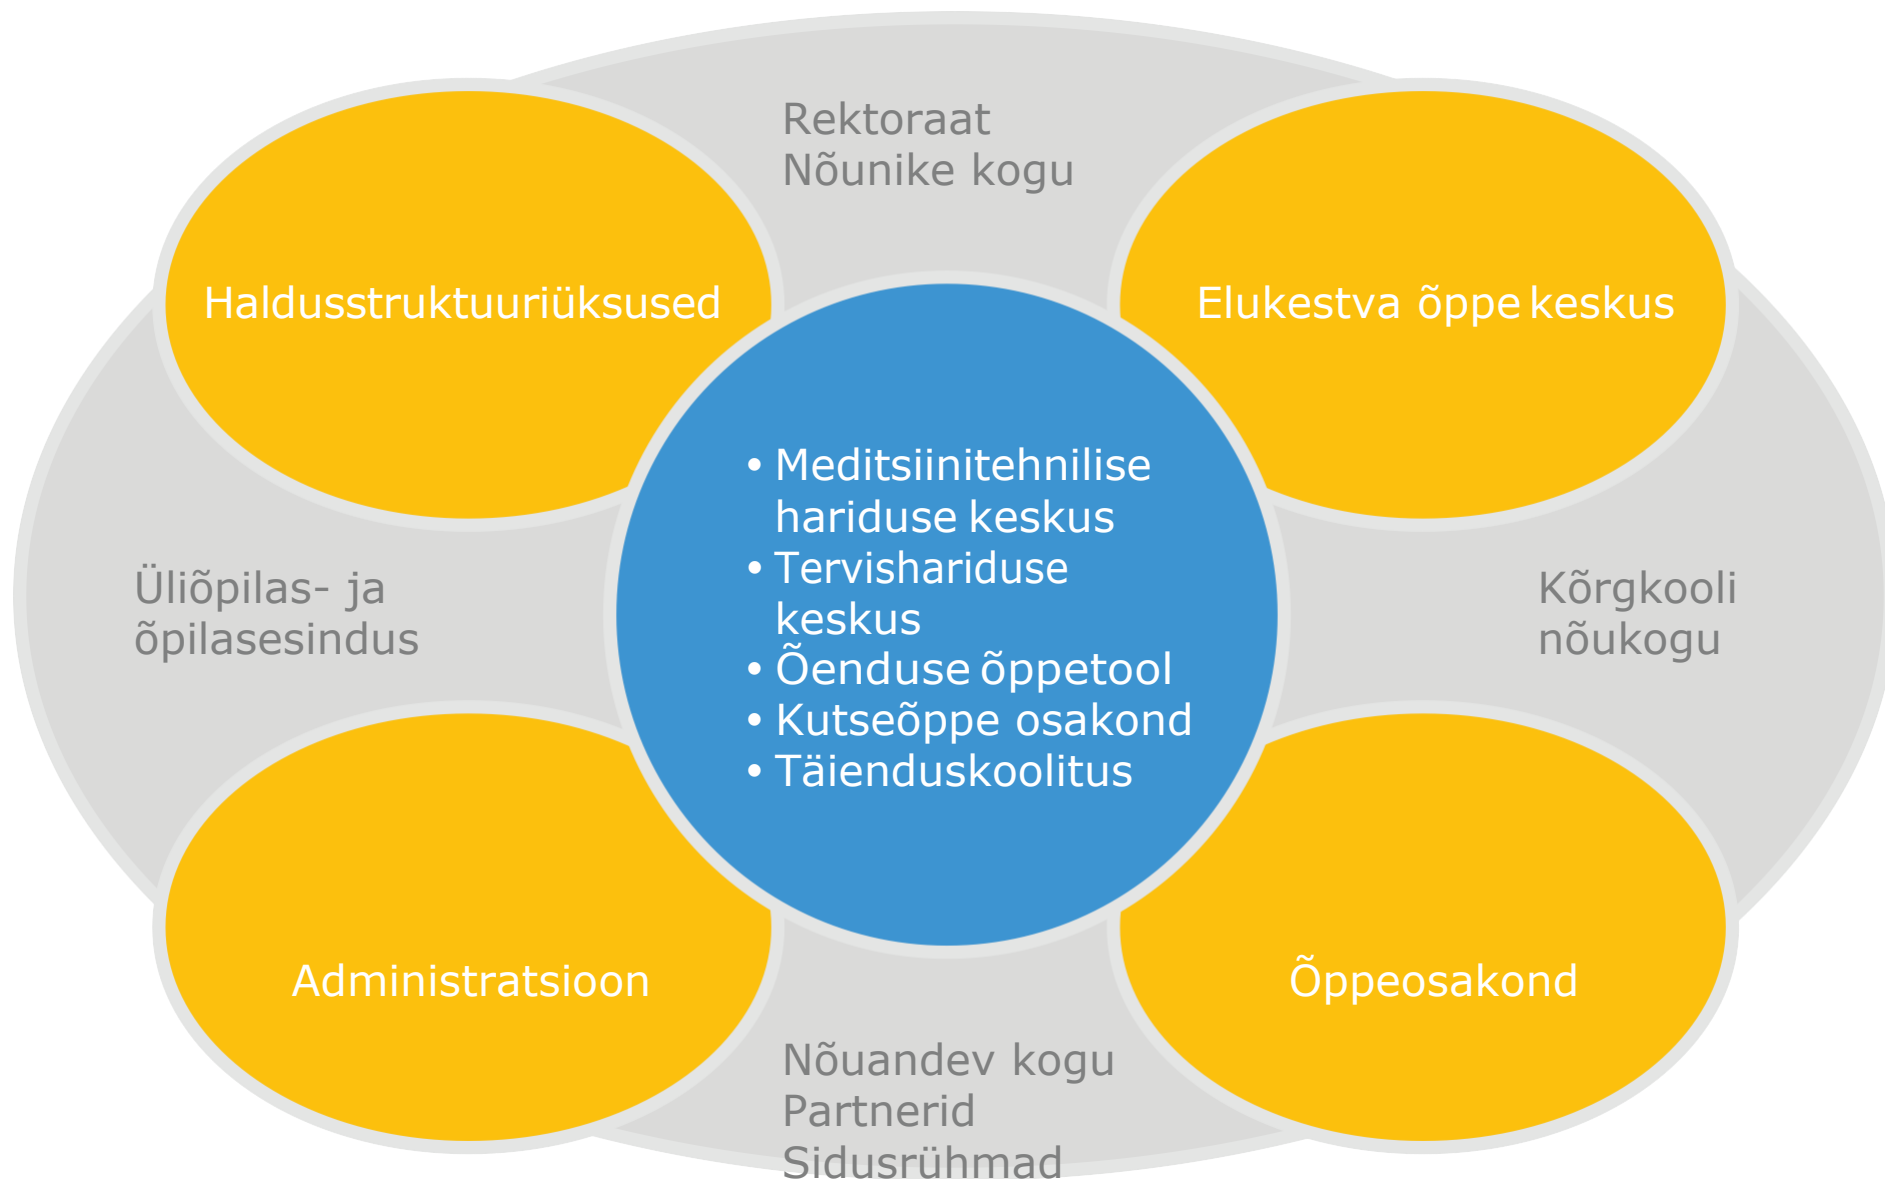 Rektoraat
Nõunike kogu
Haldusstruktuuriüksused
Elukestva õppe keskus
• Meditsiinitehnilise
hariduse keskus
• Tervishariduse
keskus
• Õenduse õppetool
• Kutseõppe osakond
• Täienduskoolitus
Üliõpilas- ja
õpilasesindus
Kõrgkooli
nõukogu
Administratsioon
Õppeosakond
Nõuandev kogu
Partnerid
Sidusrühmad